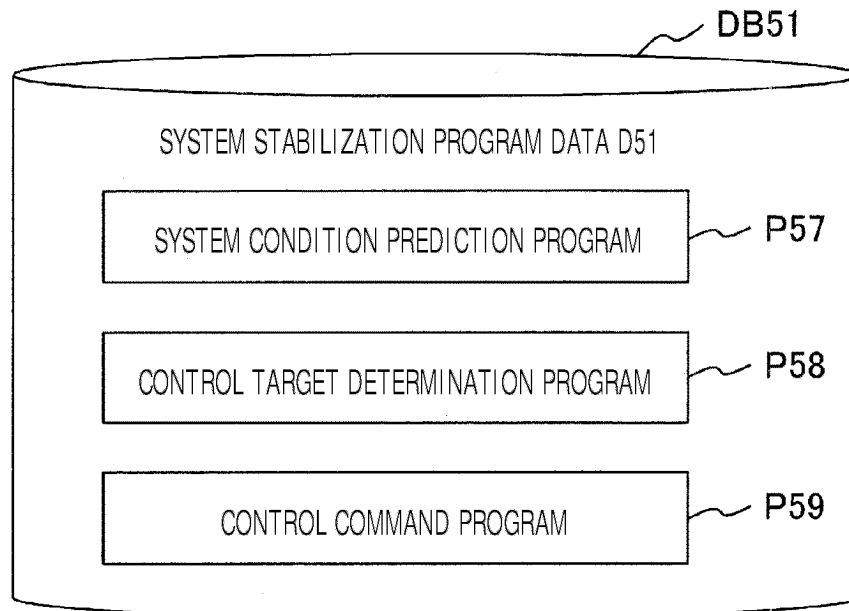 DB51
SYSTEM STABILIZATION PROGRAM DATA D51
SYSTEM CONDITION PREDICTION PROGRAM
P57
CONTROL TARGET DETERMINATION PROGRAM
P58
CONTROL COMMAND PROGRAM
P59